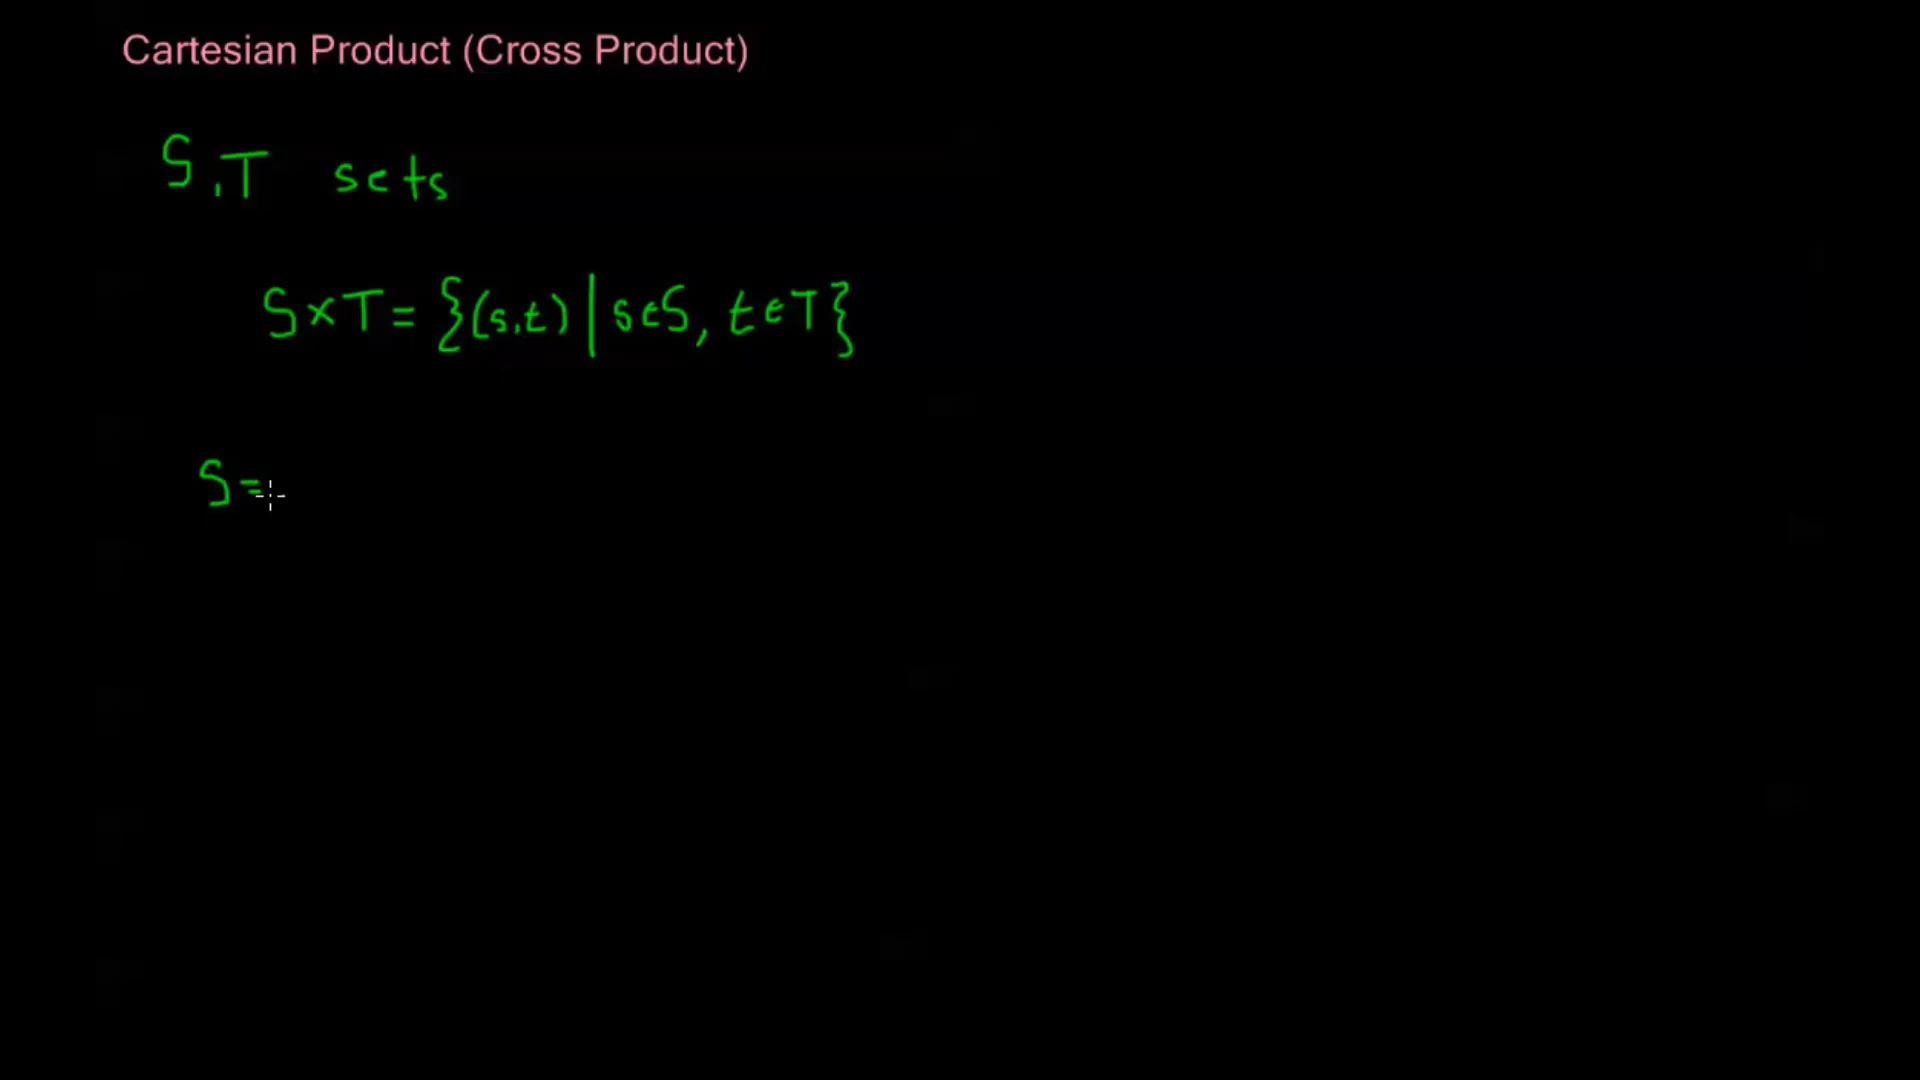 Cartesian Product (Cross Product)
S,T sets
S×T = {(s,t) | s∈S, t∈T}
S =